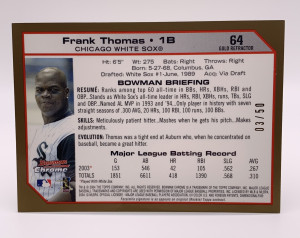 Frank Thomas • 1B
CHICAGO WHITE SOX®
64
GOLD REFRACTOR
Ht: 6'5" Wt: 275 Bats: Right Throws: Right
Born: 5-27-68, Columbus, GA
Drafted: White Sox #1-June, 1989 Acq: Via Draft
BOWMAN BRIEFING
RESUMÉ: Ranks among top 60 all-time in BBs, HRs, XBHs, RBI and
OBP. Stands as White Sox all-time leader in HRs, RBI, XBHs, runs, TBs, SLG
and OBP. Named AL MVP in 1993 and '94...Only player in history with seven
straight seasons of .300 AVG, 20 HRs, 100 RBI, 100 runs, 100 BBs.
SKILLS: Meticulously patient hitter...Mashes when he gets his pitch, makes
adjustments.
EVOLUTION: Thomas was a tight end at Auburn who, when he concentrated on
baseball, became a great hitter.
03/50
Major League Batting Record
G AB HR RBI SLG AVG
2003* 153 546 42 105 .562 .267
TOTALS 1851 6611 418 1390 .568 .310
Bowman
Chrome